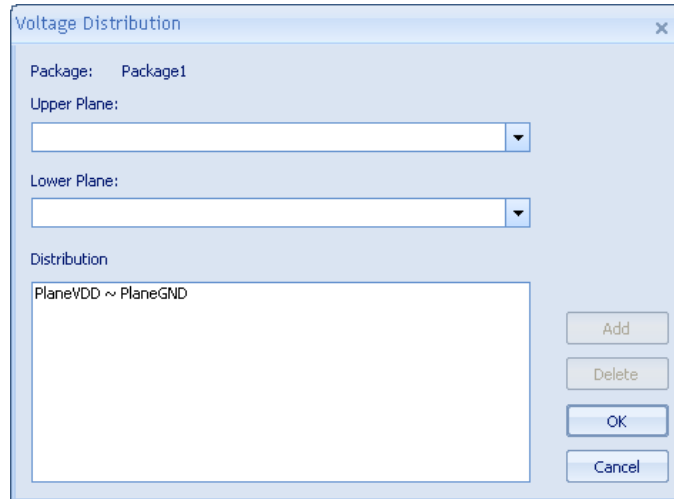 Voltage Distribution
Package: Package1
Upper Plane:
Lower Plane:
Distribution
PlaneVDD ~ PlaneGND
Add
Delete
OK
Cancel